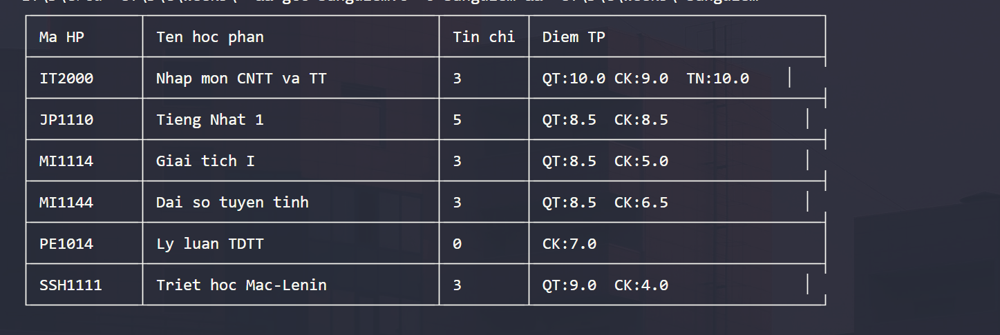 Ma HP Ten hoc phan Tin chi Diem TP
IT2000 Nhap mon CNTT va TT 3 QT:10.0 CK:9.0 TN:10.0
JP1110 Tieng Nhat 1 5 QT:8.5 CK:8.5
MI1114 Giai tich I 3 QT:8.5 CK:5.0
MI1144 Dai so tuyen tinh 3 QT:8.5 CK:6.5
PE1014 Ly luan TDTT 0 CK:7.0
SSH1111 Triet hoc Mac-Lenin 3 QT:9.0 CK:4.0